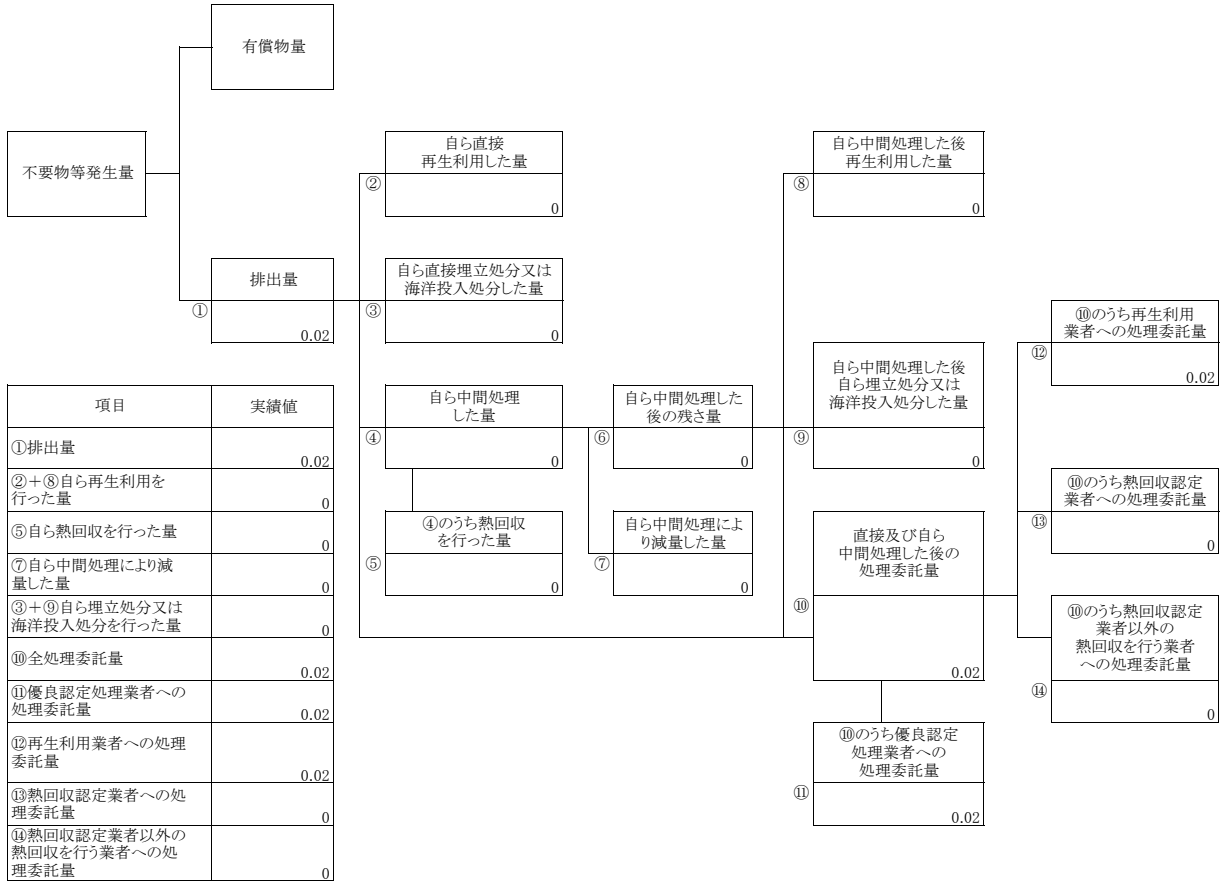 有償物量
不要物等発生量
自ら直接
再生利用した量
②
0
自ら中間処理した後
再生利用した量
⑧
0
排出量
①
0.02
自ら直接埋立処分又は
海洋投入処分した量
③
0
自ら中間処理
した量
④
0
自ら中間処理した
後の残さ量
⑥
0
自ら中間処理した後
自ら埋立処分又は
海洋投入処分した量
⑨
0
⑩のうち再生利用
業者への処理委託量
⑫
0.02
④のうち熱回収
を行った量
⑤
0
自ら中間処理によ
り減量した量
⑦
0
直接及び自ら
中間処理した後の
処理委託量
⑩
0.02
⑩のうち熱回収認定
業者への処理委託量
⑬
0
⑩のうち熱回収認定
業者以外の
熱回収を行う業者
への処理委託量
⑭
0
⑩のうち優良認定
処理業者への
処理委託量
⑪
0.02
項目 実績値
①排出量
0.02
②+⑧自ら再生利用を
行った量
0
⑤自ら熱回収を行った量
0
⑦自ら中間処理により減
量した量
0
③+⑨自ら埋立処分又は
海洋投入処分を行った量
0
⑩全処理委託量
0.02
⑪優良認定処理業者への
処理委託量
0.02
⑫再生利用業者への処理
委託量
0.02
⑬熱回収認定業者への処
理委託量
0
⑭熱回収認定業者以外の
熱回収を行う業者への処
理委託量
0